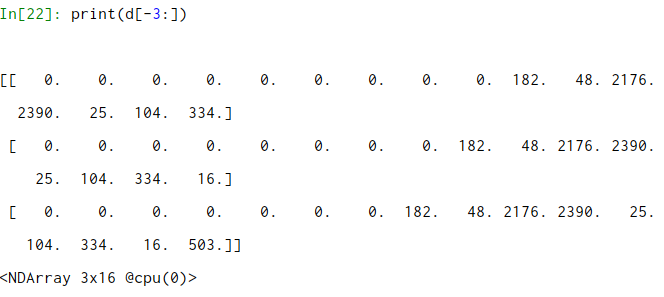 In[22]: print(d[-3:])
[[   0.    0.    0.    0.    0.    0.    0.    0.    0.  182.   48. 2176.
  2390.   25.  104.  334.]
 [   0.    0.    0.    0.    0.    0.    0.    0.  182.   48. 2176. 2390.
    25.  104.  334.   16.]
 [   0.    0.    0.    0.    0.    0.    0.  182.   48. 2176. 2390.   25.
   104.  334.   16.  503.]]
<NDArray 3x16 @cpu(0)>